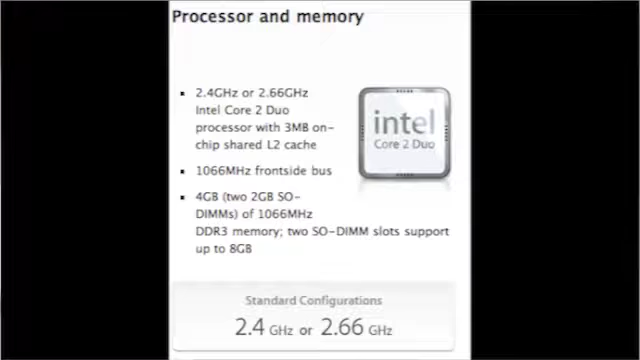 Processor and memory
▪ 2.4GHz or 2.66GHz
Intel Core 2 Duo
processor with 3MB on-
chip shared L2 cache
▪ 1066MHz frontside bus
▪ 4GB (two 2GB SO-
DIMMs) of 1066MHz
DDR3 memory; two SO-DIMM slots support
up to 8GB
intel
Core 2 Duo
Standard Configurations
2.4 GHz or 2.66 GHz